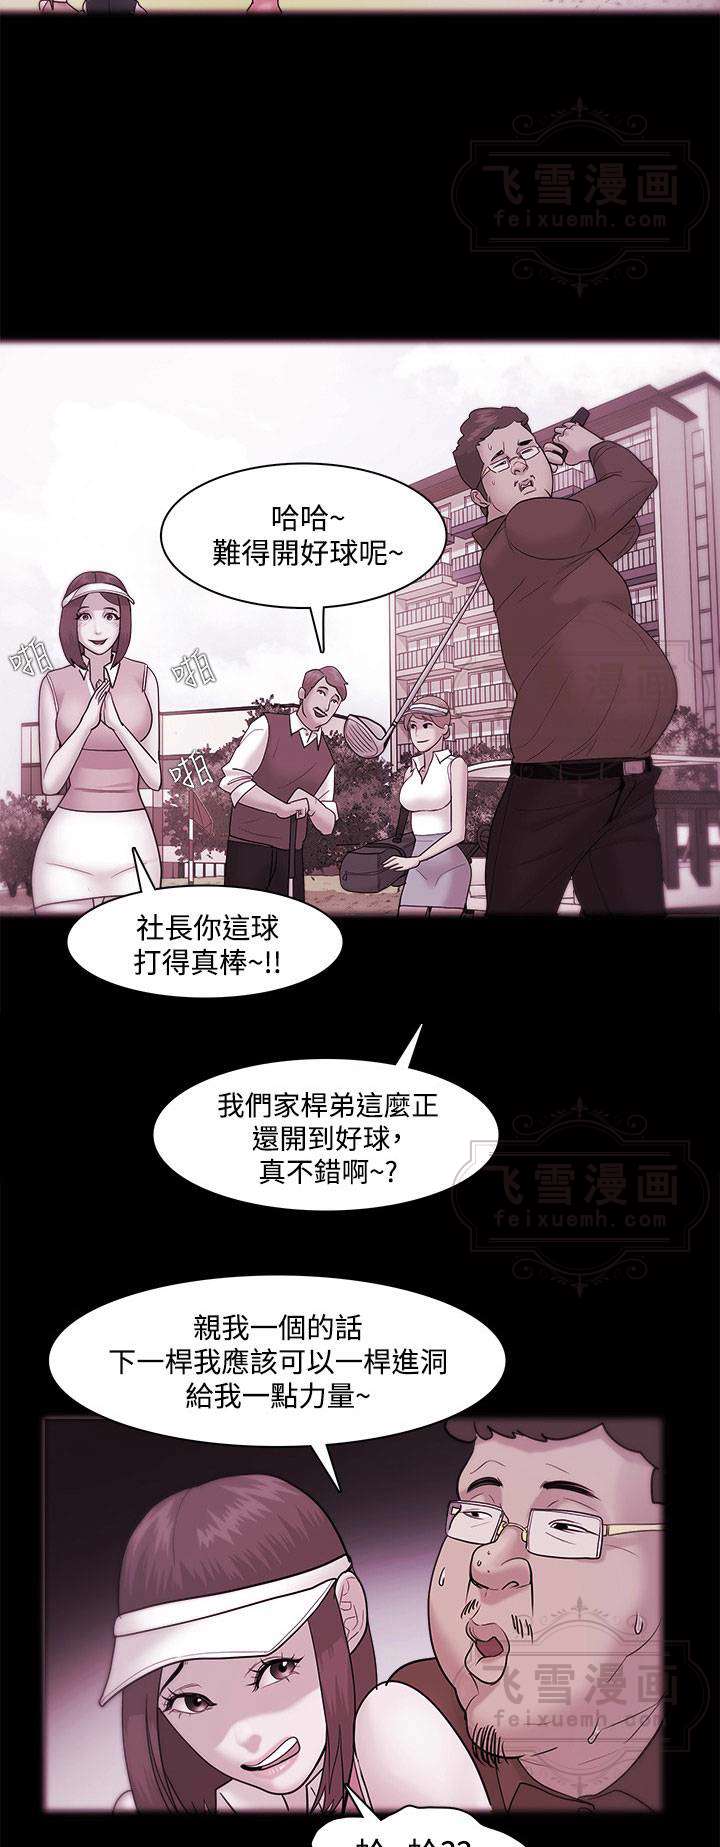 飞雪漫画
feixuemh.com
哈哈~
難得開好球呢~
啪
啪
啪
社長你這球
打得真棒~!!
我們家桿弟這麼正
還開到好球,
真不錯啊~?
飞雪漫画
feixuemh.com
親我一個的話
下一桿我應該可以一桿進洞
給我一點力量~
飞雪漫画
feixuemh.com